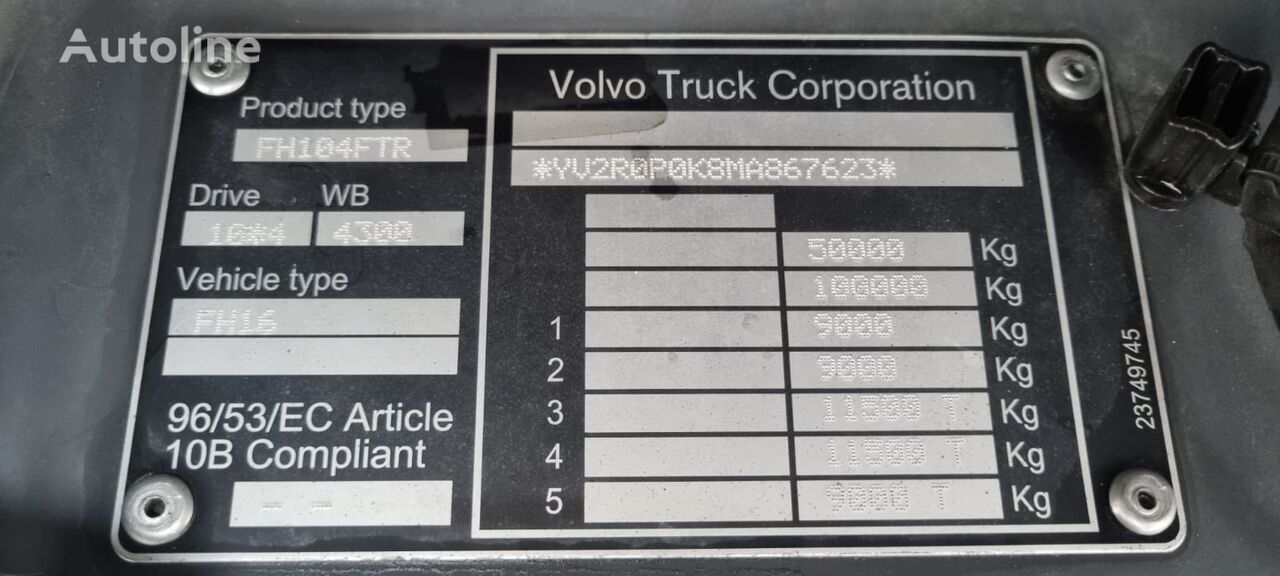 Autoline
Product type
FH104FTR
Drive WB
10*4 4300
Vehicle type
FH16
96/53/EC Article
10B Compliant
-- --
Volvo Truck Corporation
*YV2R0P0K8MA867623*
50000 Kg
100000 Kg
1 9000 Kg
2 9000 Kg
3 11500 T Kg
4 11500 T Kg
5 9000 T Kg
23749745